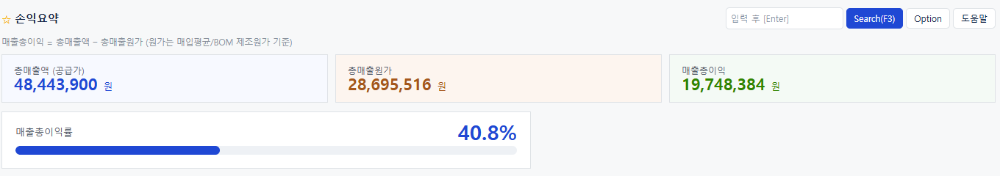 ☆ 손익요약 입력 후 [Enter] Search(F3) Option 도움말
매출총이익 = 총매출액 − 총매출원가 (원가는 매입평균/BOM 제조원가 기준)
총매출액 (공급가) 총매출원가 매출총이익
48,443,900 원 28,695,516 원 19,748,384 원
매출총이익률 40.8%